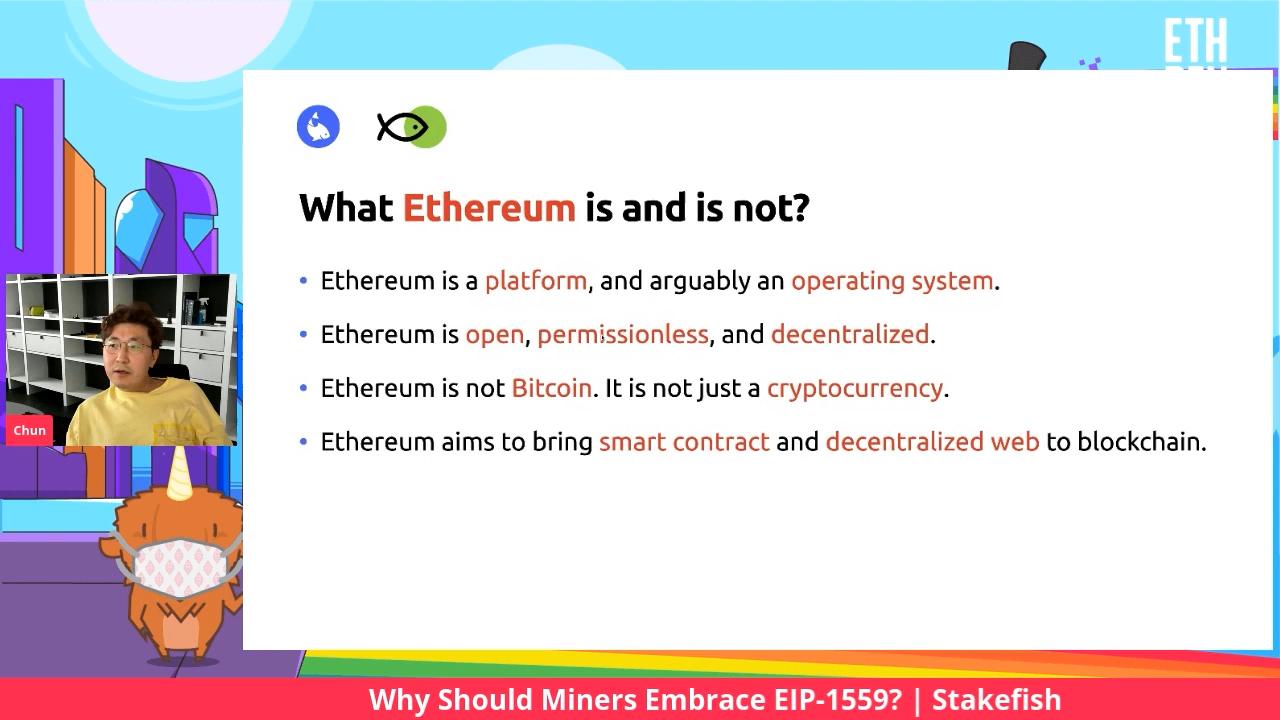 ETH
What Ethereum is and is not?
• Ethereum is a platform, and arguably an operating system.
• Ethereum is open, permissionless, and decentralized.
• Ethereum is not Bitcoin. It is not just a cryptocurrency.
• Ethereum aims to bring smart contract and decentralized web to blockchain.
Chun
Why Should Miners Embrace EIP-1559? | Stakefish